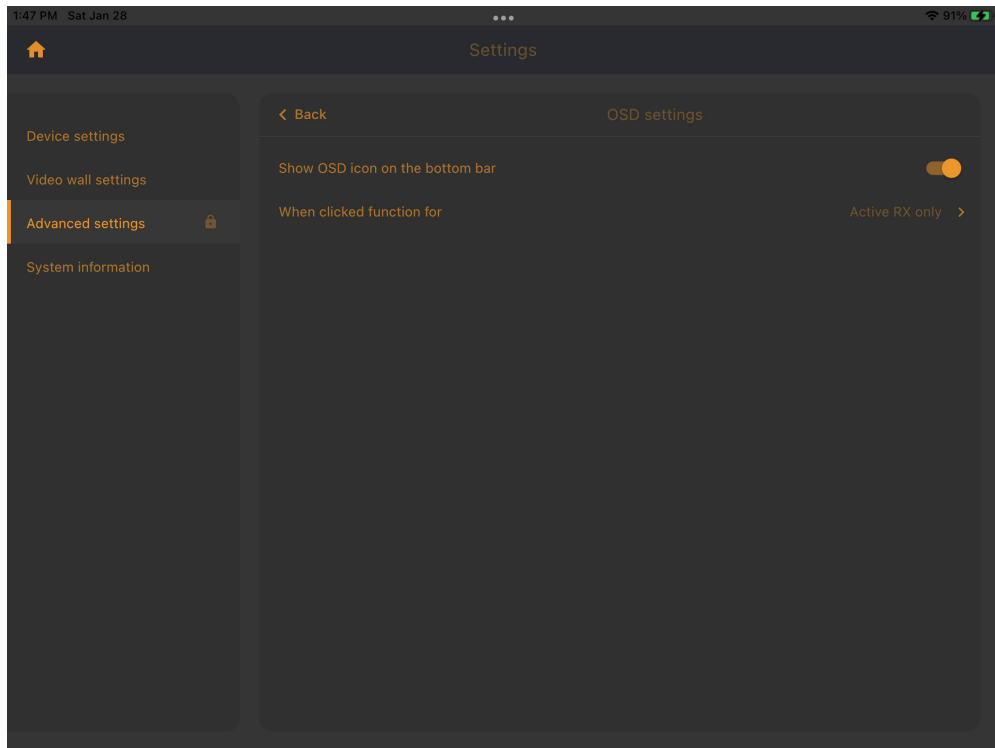 1:47 PM Sat Jan 28
91%
Settings
Device settings
Video wall settings
Advanced settings
System information
Back
OSD settings
Show OSD icon on the bottom bar
When clicked function for
Active RX only